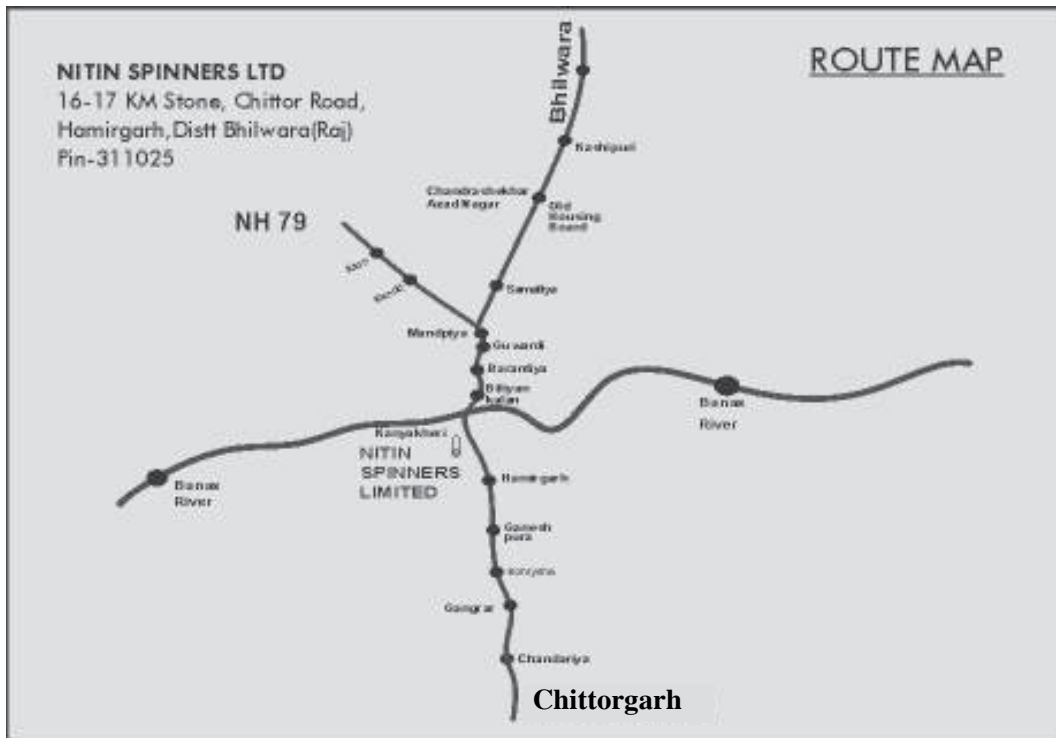 ROUTE MAP
NITIN SPINNERS LTD
16-17 KM Stone, Chittor Road,
Hamirgarh,Distt Bhilwara(Raj)
Pin-311025
Bhilwara
Kashipuri
Chandrashekhar
Azad Nagar
Old
Housing
Board
NH 79
Mandpiya
Guwardi
Banas
River
Kanyakheri
NITIN
SPINNERS
LIMITED
Banas
River
Hamirgarh
Ganesh
pura
Gangrar
Chandariya
Chittorgarh